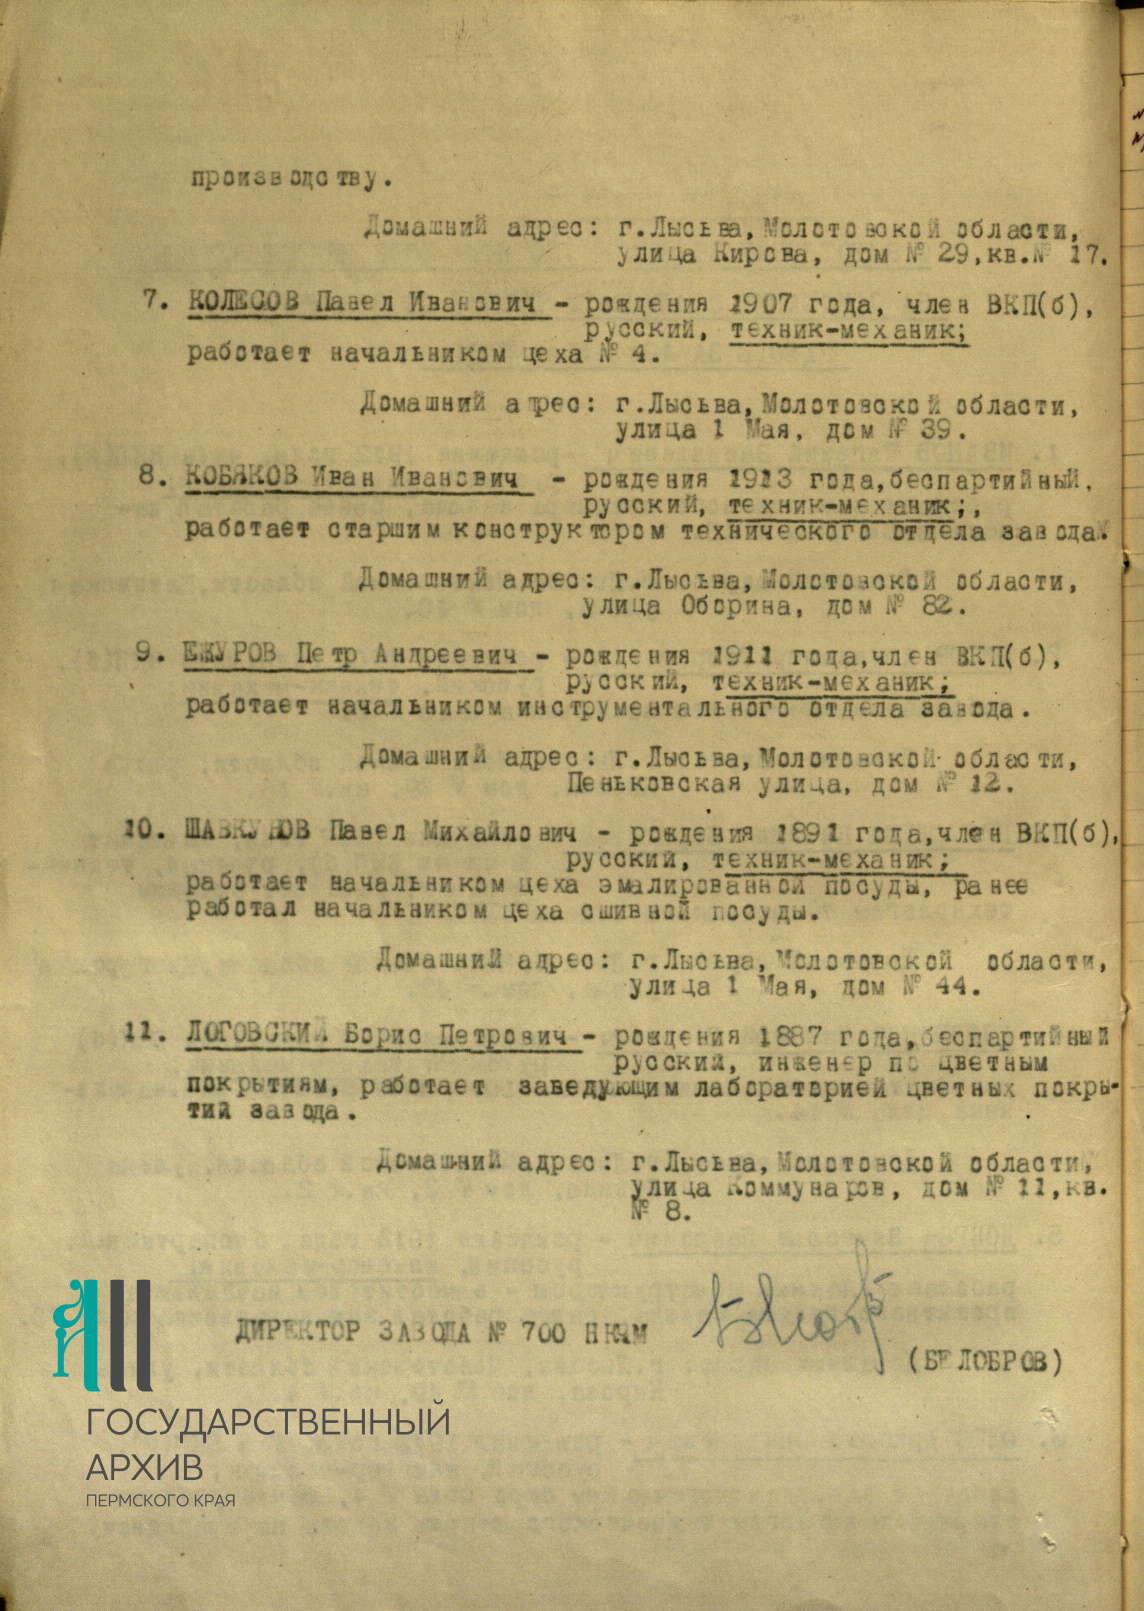 производству.
Домашний адрес: г.Лысьва, Молотовской области,
улица Кирова, дом № 29,кв.№ 17.
7. КОЛЕСОВ Павел Иванович - рождения 1907 года, член ВКП(б),
русский, техник-механик;
работает начальником цеха № 4.
Домашний адрес: г.Лысьва, Молотовской области,
улица 1 Мая, дом № 39.
8. КОБЯКОВ Иван Иванович - рождения 1913 года,беспартийный,
русский, техник-механик;,
работает старшим конструктором технического отдела завода.
Домашний адрес: г.Лысьва, Молотовской области,
улица Оборина, дом № 82.
9. ЕЖУРОВ Петр Андреевич - рождения 1911 года,член ВКП(б),
русский, техник-механик;
работает начальником инструментального отдела завода.
Домашний адрес: г.Лысьва, Молотовской области,
Пеньковская улица, дом № 12.
10. ШАВКУНОВ Павел Михайлович - рождения 1891 года,член ВКП(б),
русский, техник-механик;
работает начальником цеха эмалированной посуды, ранее
работал начальником цеха сшивной посуды.
Домашний адрес: г.Лысьва, Молотовской области,
улица 1 Мая, дом № 44.
11. ЛОГОВСКИЙ Борис Петрович - рождения 1887 года,беспартийный
русский, инженер по цветным
покрытиям, работает заведующим лабораторией цветных покры-
тий завода.
Домашний адрес: г.Лысьва, Молотовской области,
улица Коммунаров, дом № 11,кв.
№ 8.
ДИРЕКТОР ЗАВОДА № 700 НКАМ
(БЕЛОБРОВ)
ГОСУДАРСТВЕННЫЙ
АРХИВ
ПЕРМСКОГО КРАЯ